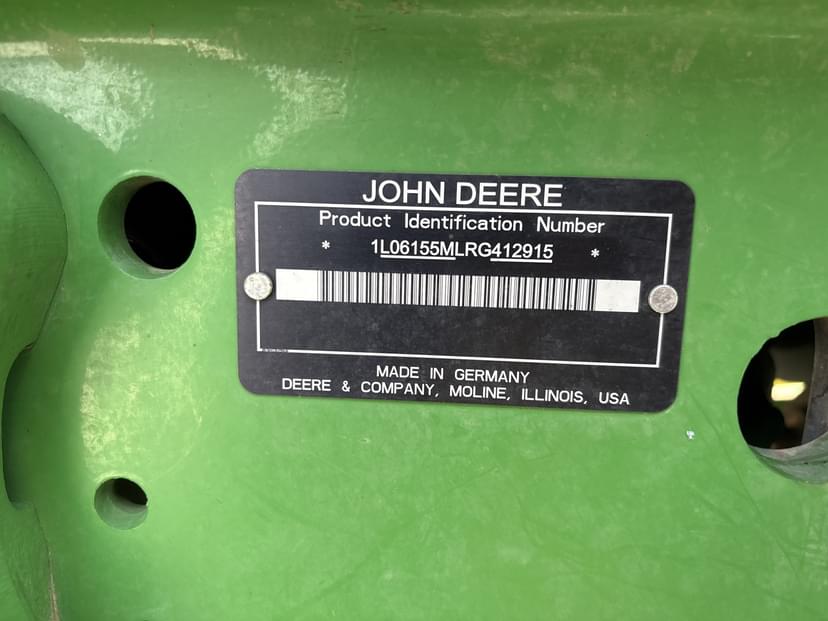 JOHN DEERE
Product Identification Number
* 1L06155MLRG412915 *
MADE IN GERMANY
DEERE & COMPANY, MOLINE, ILLINOIS, USA